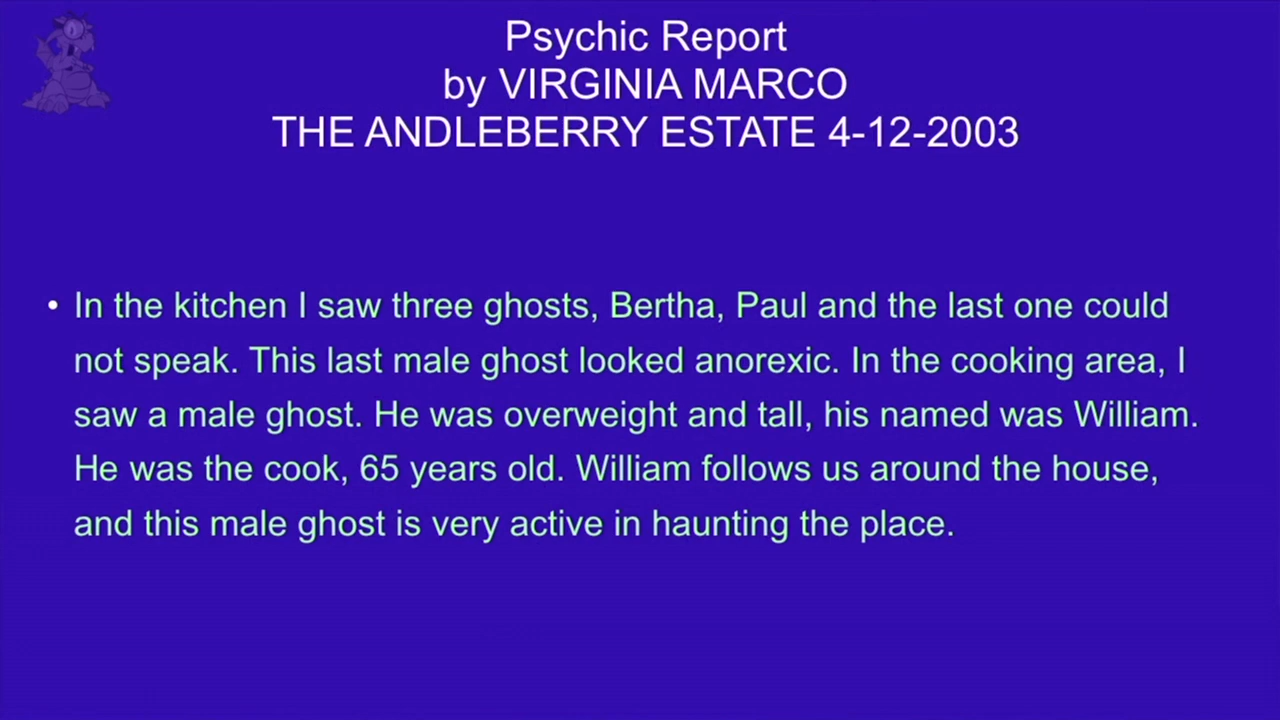 Psychic Report
by VIRGINIA MARCO
THE ANDLEBERRY ESTATE 4-12-2003
• In the kitchen I saw three ghosts, Bertha, Paul and the last one could
not speak. This last male ghost looked anorexic. In the cooking area, I
saw a male ghost. He was overweight and tall, his named was William.
He was the cook, 65 years old. William follows us around the house,
and this male ghost is very active in haunting the place.